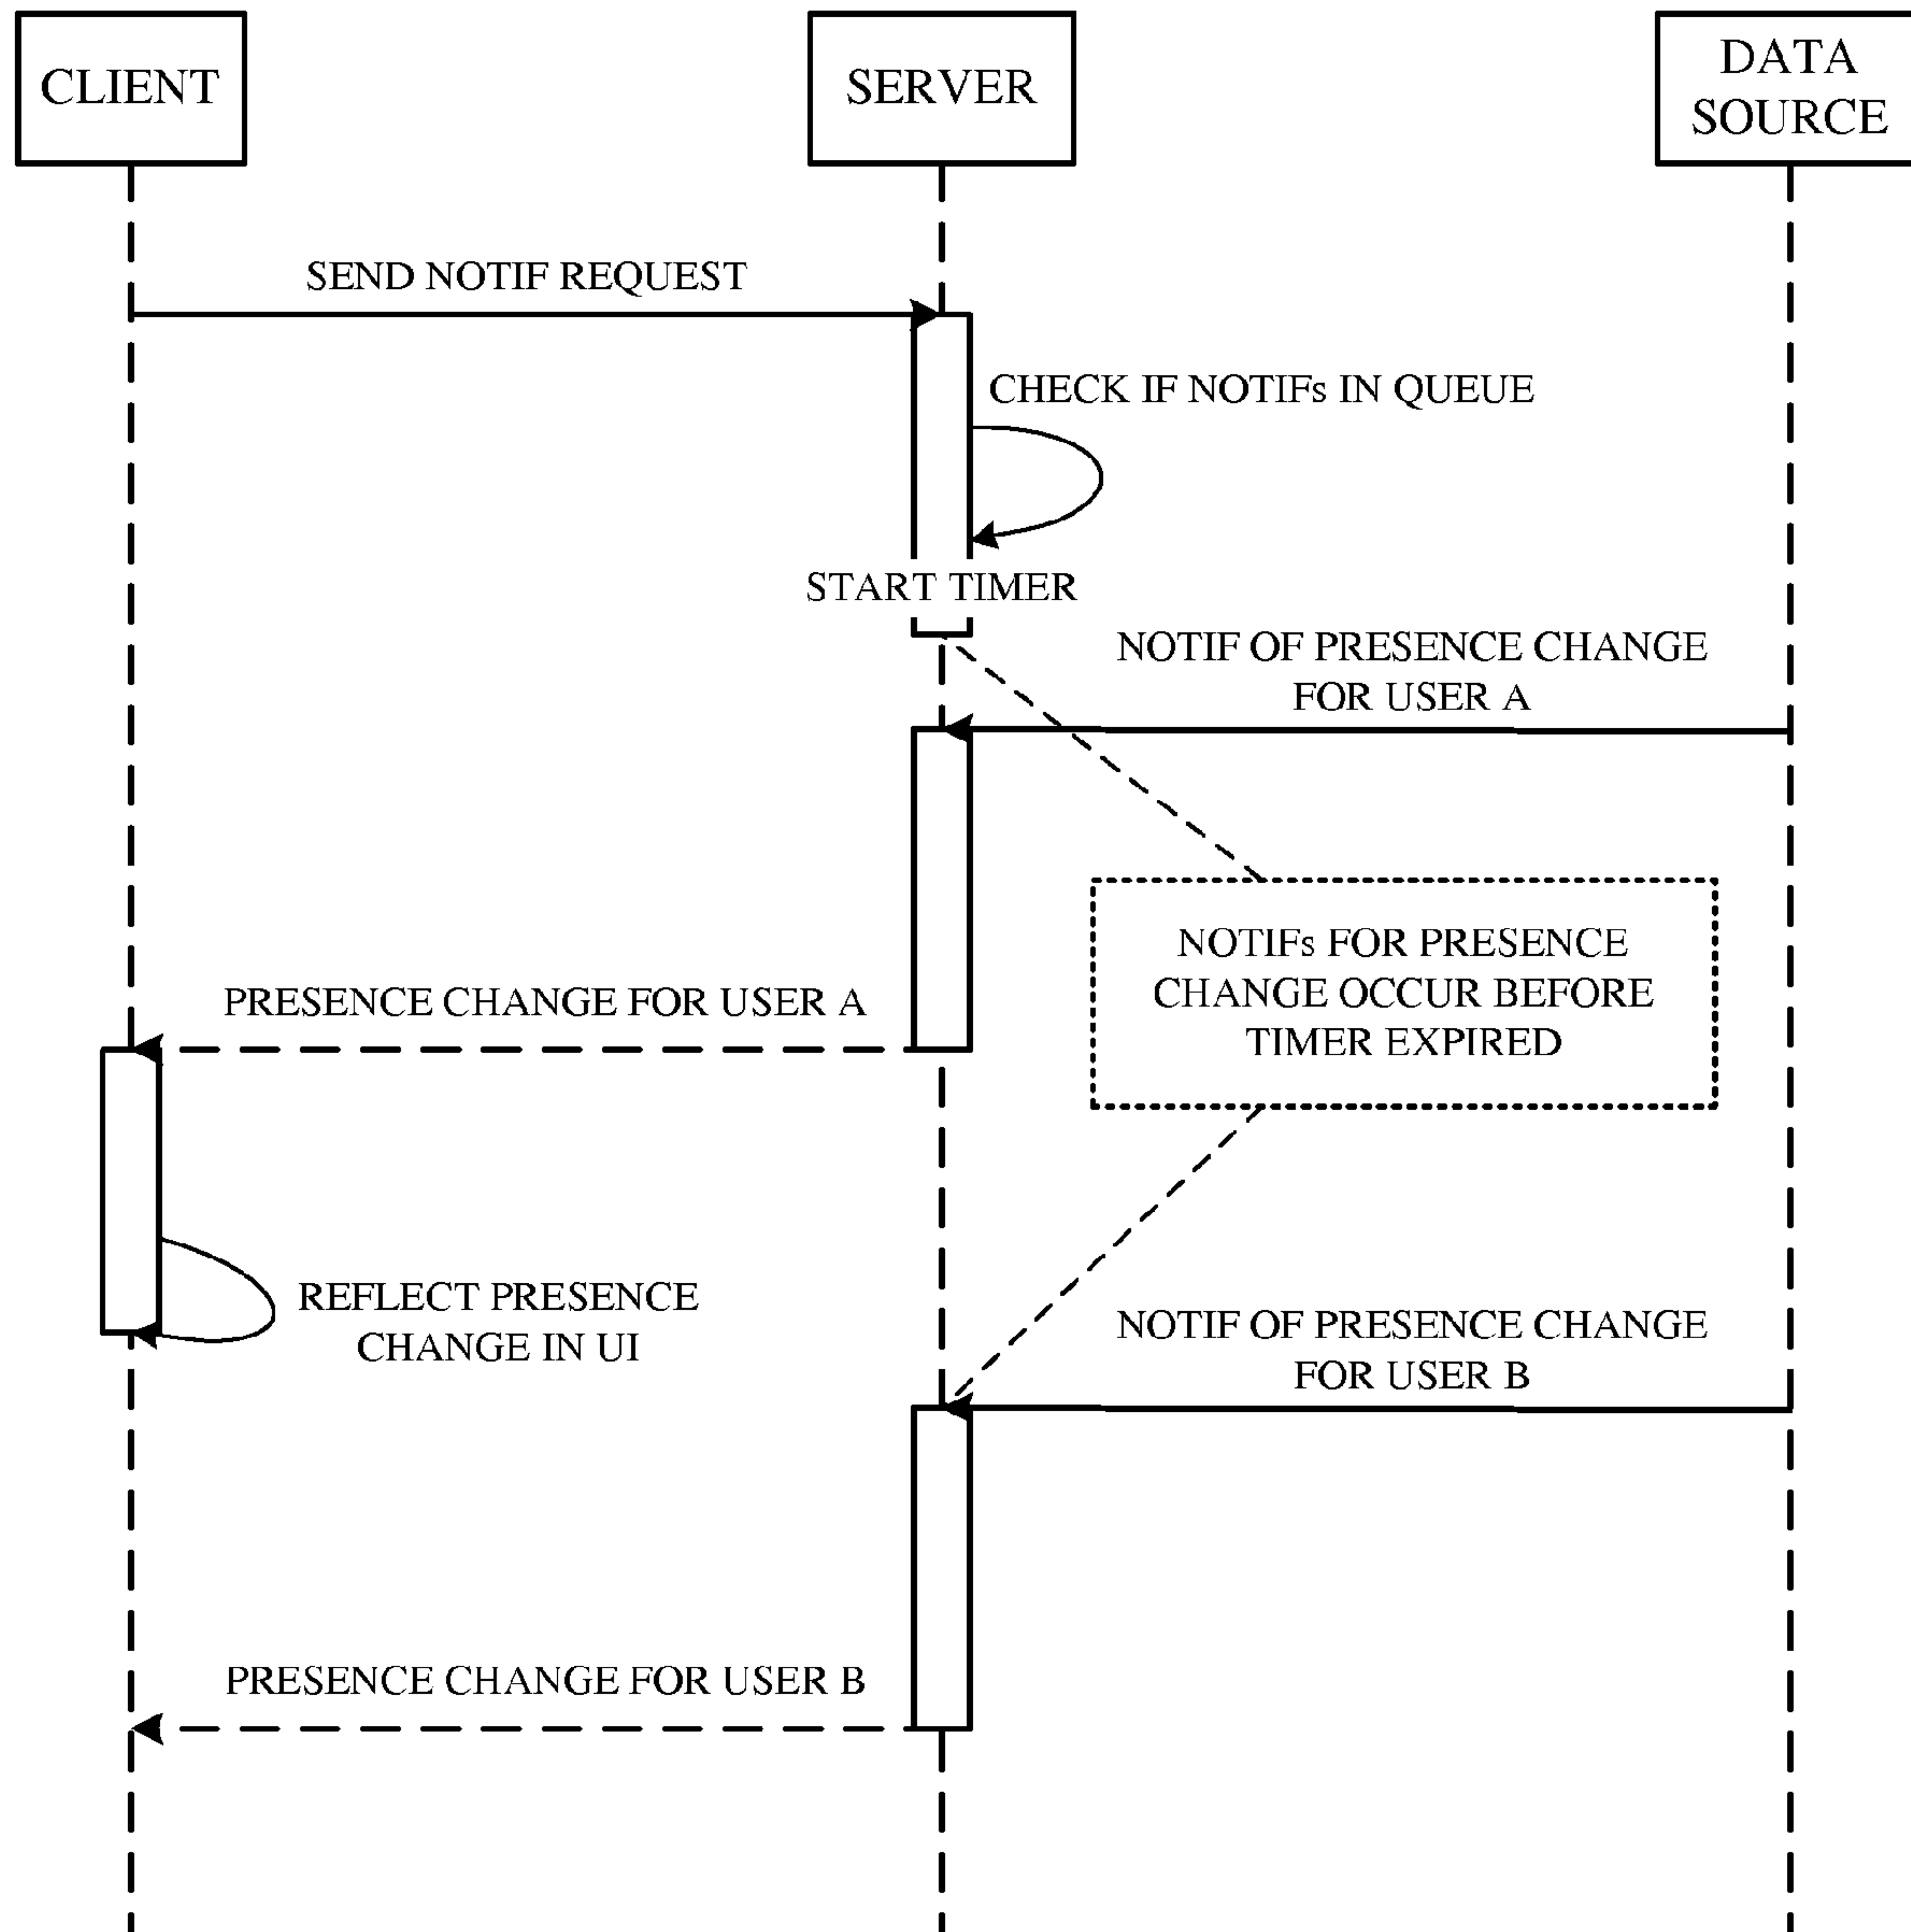 CLIENT
SERVER
DATA
SOURCE
SEND NOTIF REQUEST
CHECK IF NOTIFs IN QUEUE
START TIMER
NOTIF OF PRESENCE CHANGE
FOR USER A
NOTIFs FOR PRESENCE
CHANGE OCCUR BEFORE
TIMER EXPIRED
PRESENCE CHANGE FOR USER A
REFLECT PRESENCE
CHANGE IN UI
NOTIF OF PRESENCE CHANGE
FOR USER B
PRESENCE CHANGE FOR USER B